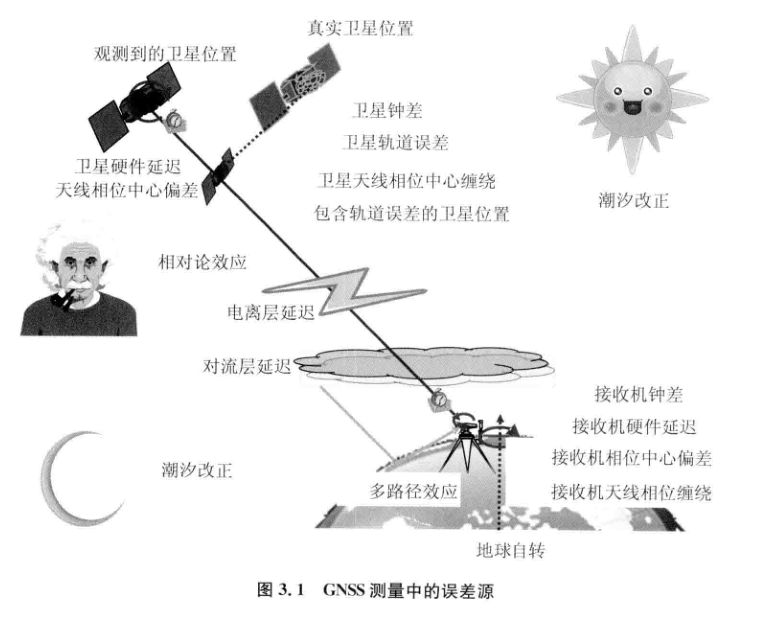 真实卫星位置
观测到的卫星位置
卫星钟差
卫星轨道误差
卫星硬件延迟
天线相位中心偏差
卫星天线相位中心缠绕
包含轨道误差的卫星位置
潮汐改正
相对论效应
电离层延迟
对流层延迟
接收机钟差
接收机硬件延迟
接收机相位中心偏差
潮汐改正
多路径效应
接收机天线相位缠绕
地球自转
图 3.1 GNSS 测量中的误差源